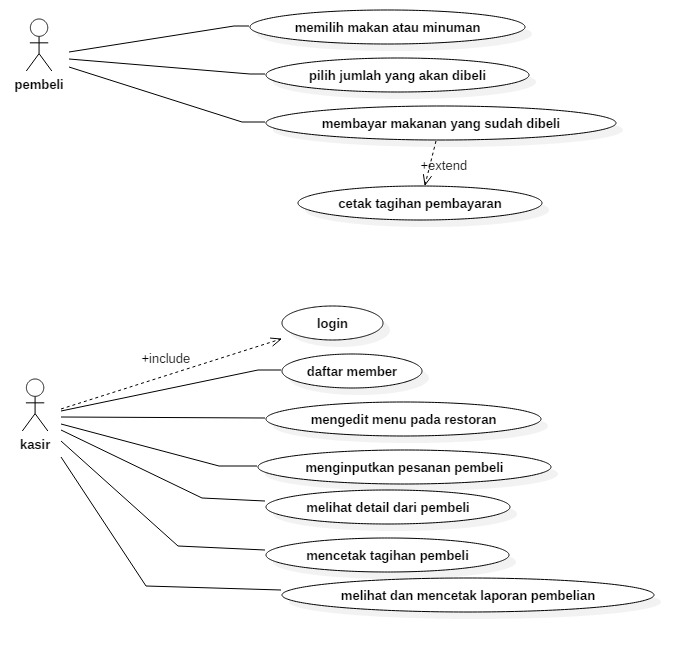 memilih makan atau minuman
pembeli
pilih jumlah yang akan dibeli
membayar makanan yang sudah dibeli
+extend
cetak tagihan pembayaran
login
+include
daftar member
kasir
mengedit menu pada restoran
menginputkan pesanan pembeli
melihat detail dari pembeli
mencetak tagihan pembeli
melihat dan mencetak laporan pembelian